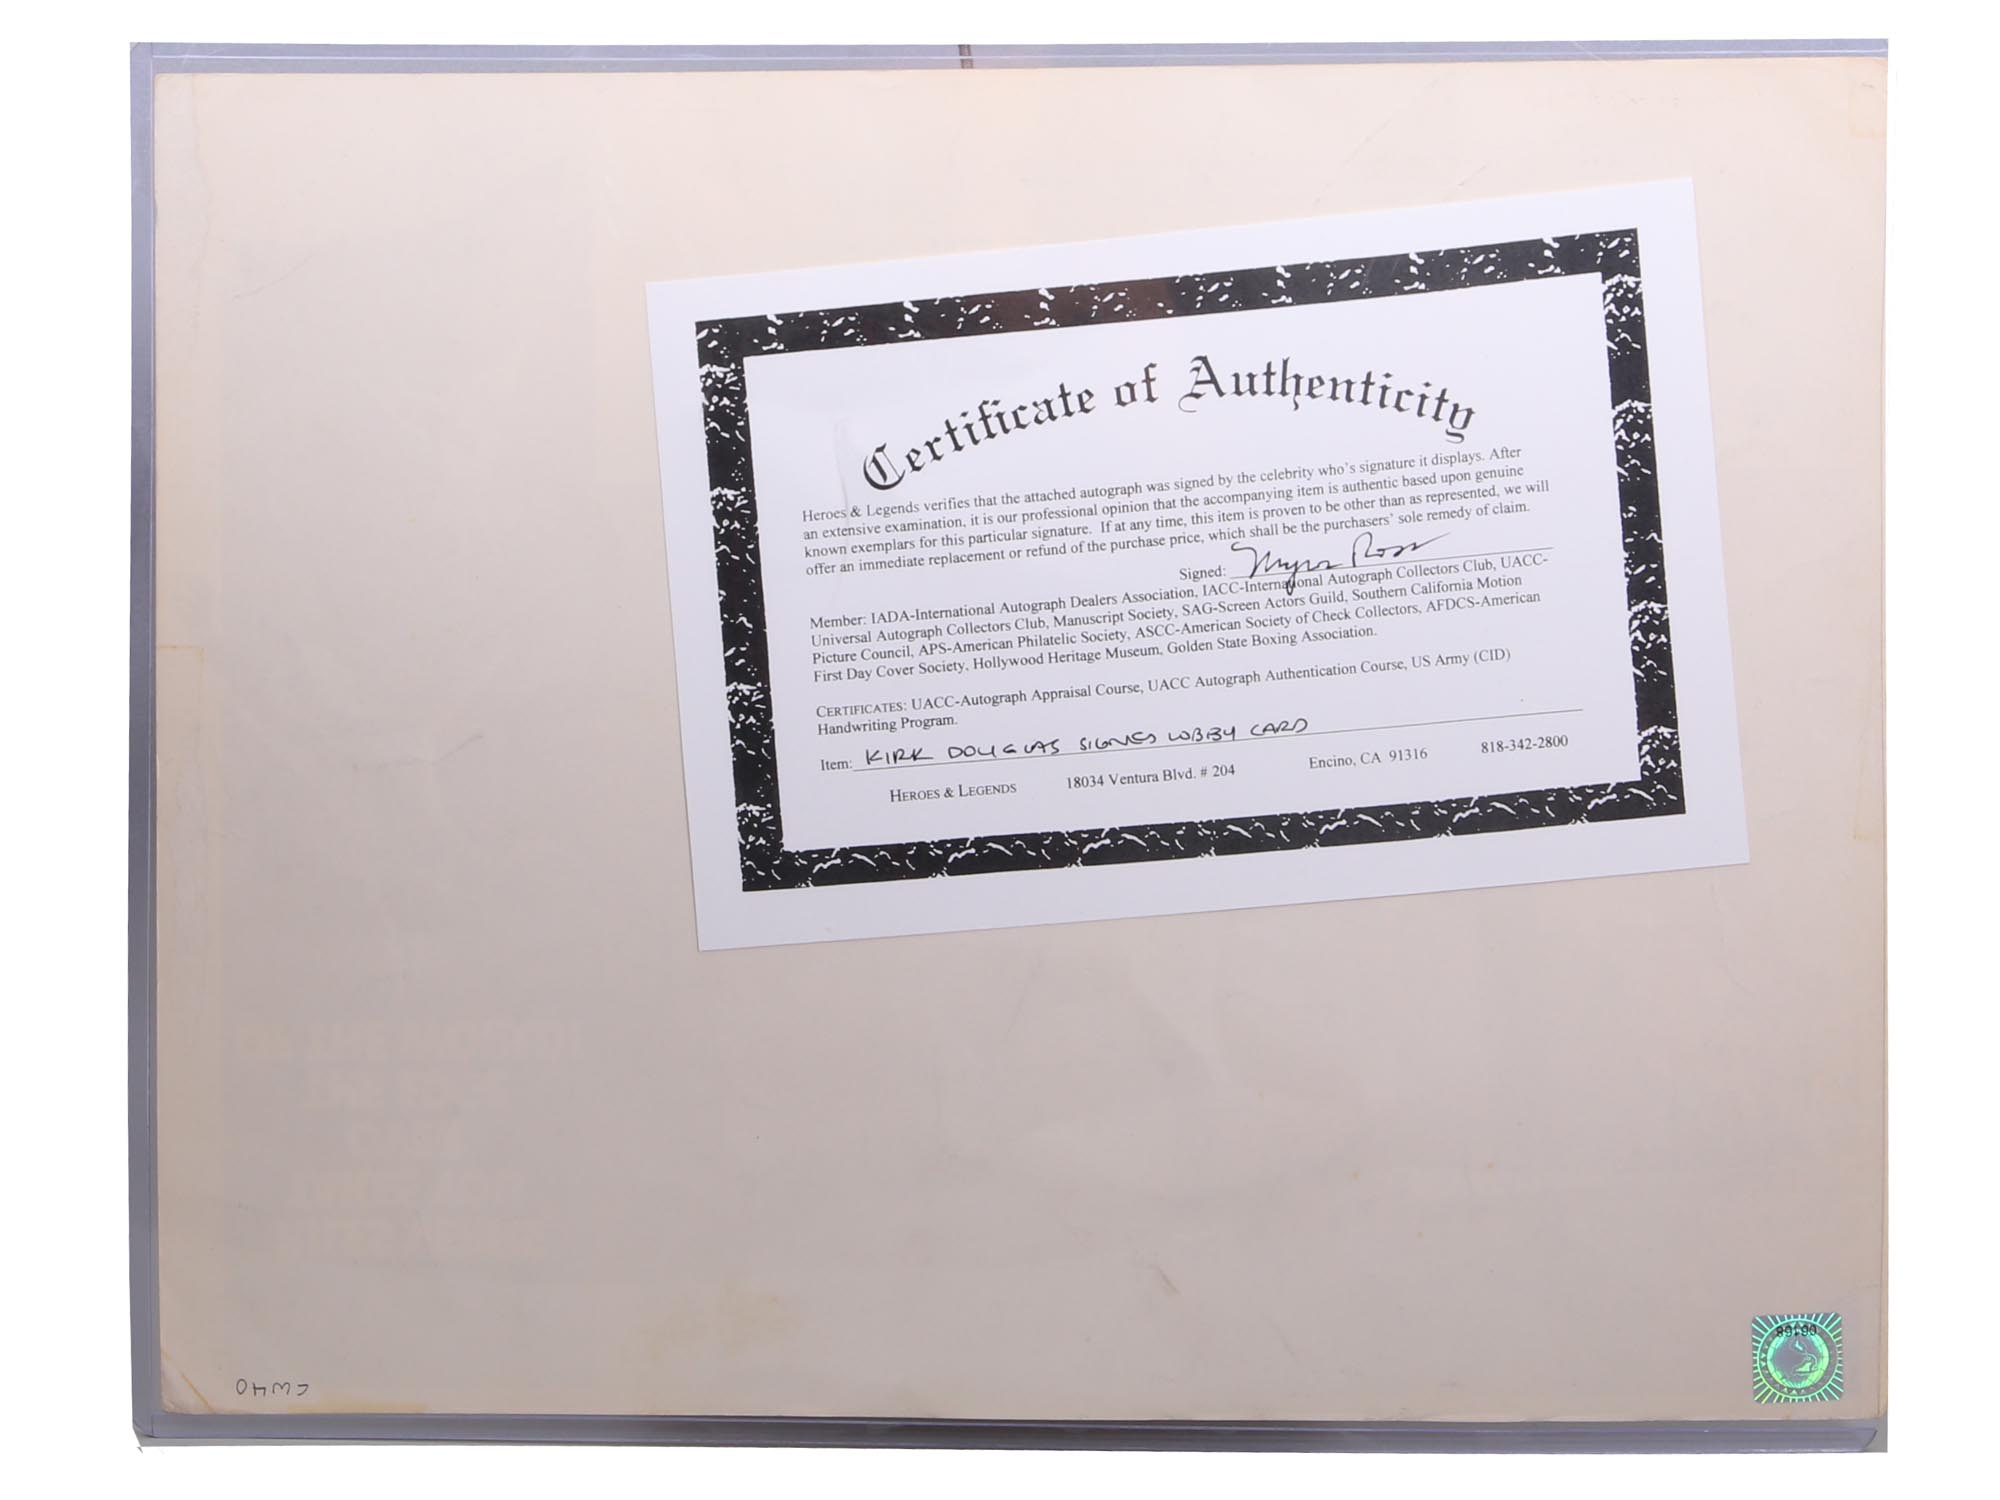 Certificate of Authenticity
Heroes & Legends verifies that the attached autograph was signed by the celebrity who's signature it displays. After
an extensive examination, it is our professional opinion that the accompanying item is authentic based upon genuine
known exemplars for this particular signature. If at any time, this item is proven to be other than as represented, we will
offer an immediate replacement or refund of the purchase price, which shall be the purchasers' sole remedy of claim.
Signed: Myron Ross
Member: IADA-International Autograph Dealers Association, IACC-International Autograph Collectors Club, UACC-
Universal Autograph Collectors Club, Manuscript Society, SAG-Screen Actors Guild, Southern California Motion
Picture Council, APS-American Philatelic Society, ASCC-American Society of Check Collectors, AFDCS-American
First Day Cover Society, Hollywood Heritage Museum, Golden State Boxing Association.
CERTIFICATES: UACC-Autograph Appraisal Course, UACC Autograph Authentication Course, US Army (CID)
Handwriting Program.
Item: KIRK DOUGLAS SIGNED LOBBY CARD
HEROES & LEGENDS 18034 Ventura Blvd. # 204 Encino, CA 91316 818-342-2800